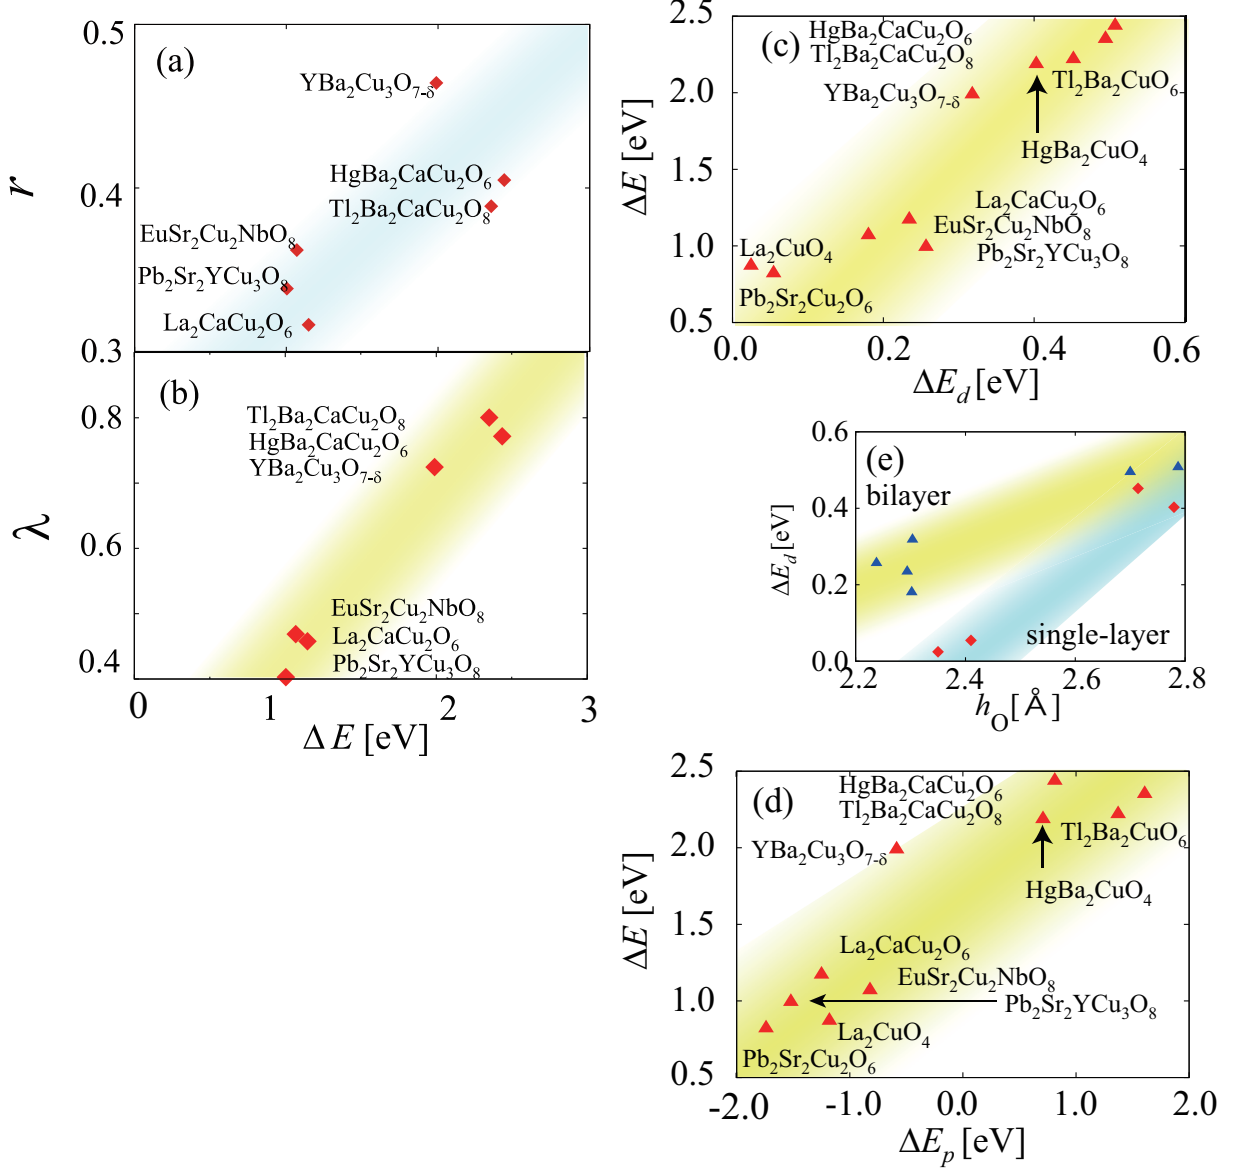 0.5
(a)
YBa₂Cu₃O₇₋δ
r
0.4
HgBa₂CaCu₂O₆
Tl₂Ba₂CaCu₂O₈
EuSr₂Cu₂NbO₈
Pb₂Sr₂YCu₃O₈
La₂CaCu₂O₆
0.3
(b)
0.8
Tl₂Ba₂CaCu₂O₈
HgBa₂CaCu₂O₆
YBa₂Cu₃O₇₋δ
λ
0.6
EuSr₂Cu₂NbO₈
La₂CaCu₂O₆
Pb₂Sr₂YCu₃O₈
0.4
0 1 2 3
ΔE [eV]
2.5
(c)
HgBa₂CaCu₂O₆
Tl₂Ba₂CaCu₂O₈
Tl₂Ba₂CuO₆
2.0
YBa₂Cu₃O₇₋δ
HgBa₂CuO₄
ΔE [eV]
1.5
La₂CaCu₂O₆
EuSr₂Cu₂NbO₈
La₂CuO₄
Pb₂Sr₂YCu₃O₈
1.0
Pb₂Sr₂Cu₂O₆
0.5
0.0 0.2 0.4 0.6
ΔE_d [eV]
0.6
(e)
bilayer
0.4
ΔE_d [eV]
0.2
single-layer
0.0
2.2 2.4 2.6 2.8
h_O [Å]
2.5
(d)
HgBa₂CaCu₂O₆
Tl₂Ba₂CaCu₂O₈
Tl₂Ba₂CuO₆
2.0
YBa₂Cu₃O₇₋δ
HgBa₂CuO₄
ΔE [eV]
1.5
La₂CaCu₂O₆
EuSr₂Cu₂NbO₈
Pb₂Sr₂YCu₃O₈
1.0
La₂CuO₄
Pb₂Sr₂Cu₂O₆
0.5
-2.0 -1.0 0.0 1.0 2.0
ΔE_p [eV]